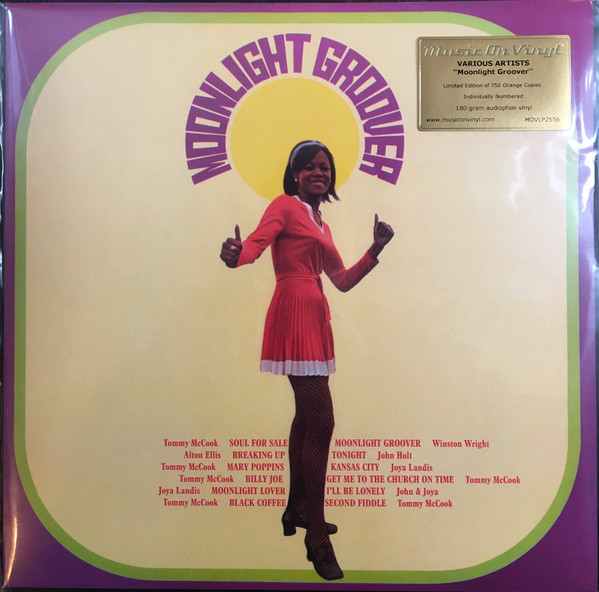 MOONLIGHT GROOVER
Music On Vinyl
VARIOUS ARTISTS
"Moonlight Groover"
Limited Edition of 750 Orange Copies
Individually Numbered
180 gram audiophile vinyl
www.musiconvinyl.com MOVLP2556
Tommy McCook SOUL FOR SALE MOONLIGHT GROOVER Winston Wright
Alton Ellis BREAKING UP TONIGHT John Holt
Tommy McCook MARY POPPINS KANSAS CITY Joya Landis
Tommy McCook BILLY JOE GET ME TO THE CHURCH ON TIME Tommy McCook
Joya Landis MOONLIGHT LOVER I'LL BE LONELY John & Joya
Tommy McCook BLACK COFFEE SECOND FIDDLE Tommy McCook